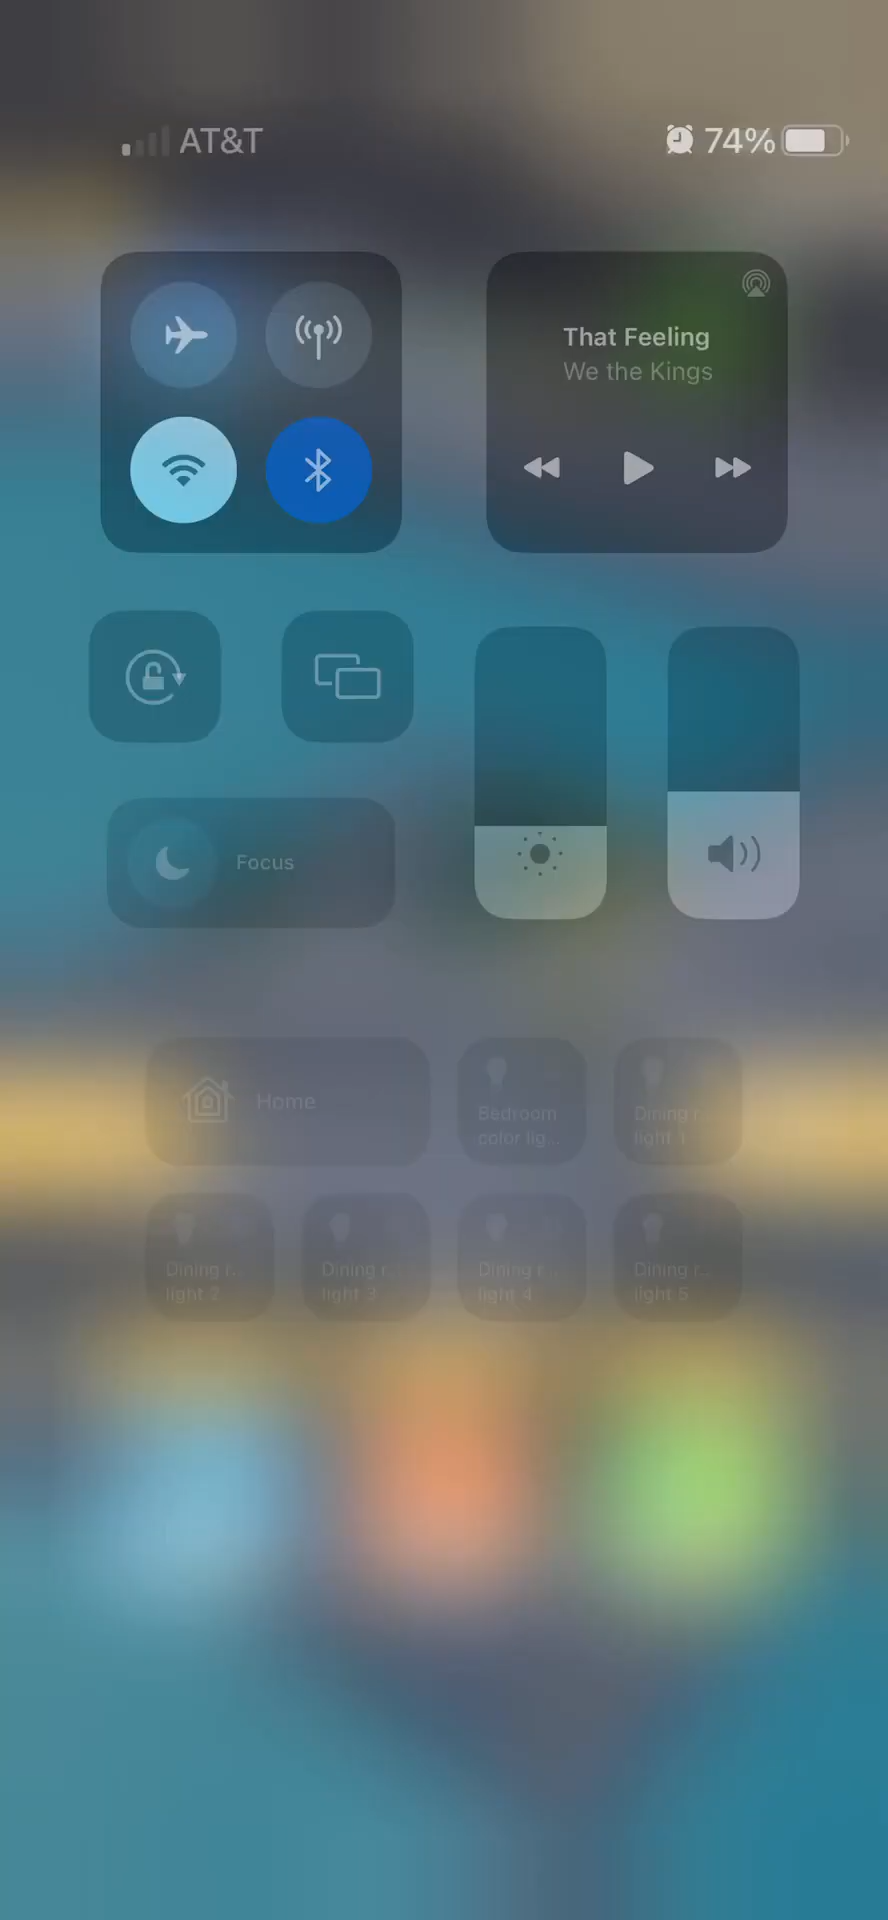 AT&T
74%
That Feeling
We the Kings
Focus
Home
Bedroom
color lig...
Dining r...
light 1
Dining r...
light 2
Dining r...
light 3
Dining r...
light 4
Dining r...
light 5